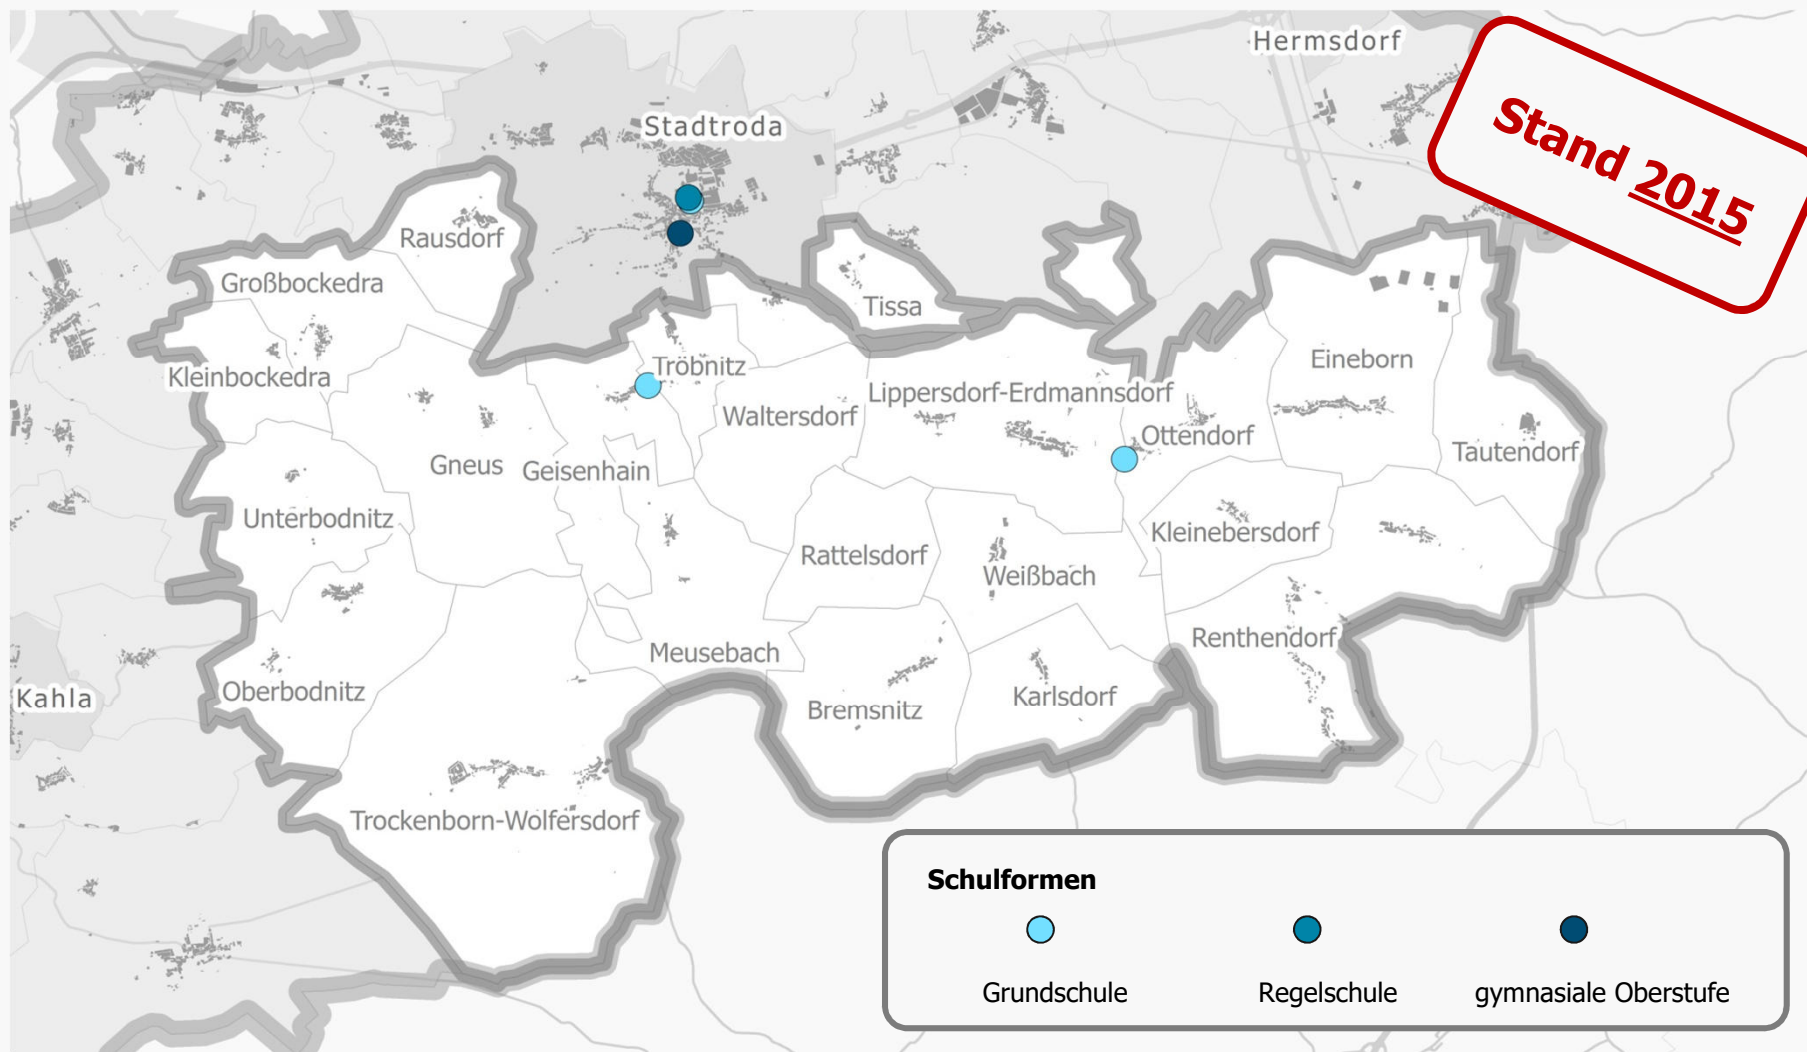 Hermsdorf
Stand 2015
Stadtroda
Rausdorf
Großbockedra
Tissa
Eineborn
Tröbnitz
Kleinbockedra
Lippersdorf-Erdmannsdorf
Waltersdorf
Ottendorf
Tautendorf
Gneus
Geisenhain
Unterbodnitz
Kleinebersdorf
Rattelsdorf
Weißbach
Renthendorf
Meusebach
Oberbodnitz
Kahla
Karlsdorf
Bremsnitz
Trockenborn-Wolfersdorf
Schulformen
Grundschule
Regelschule
gymnasiale Oberstufe